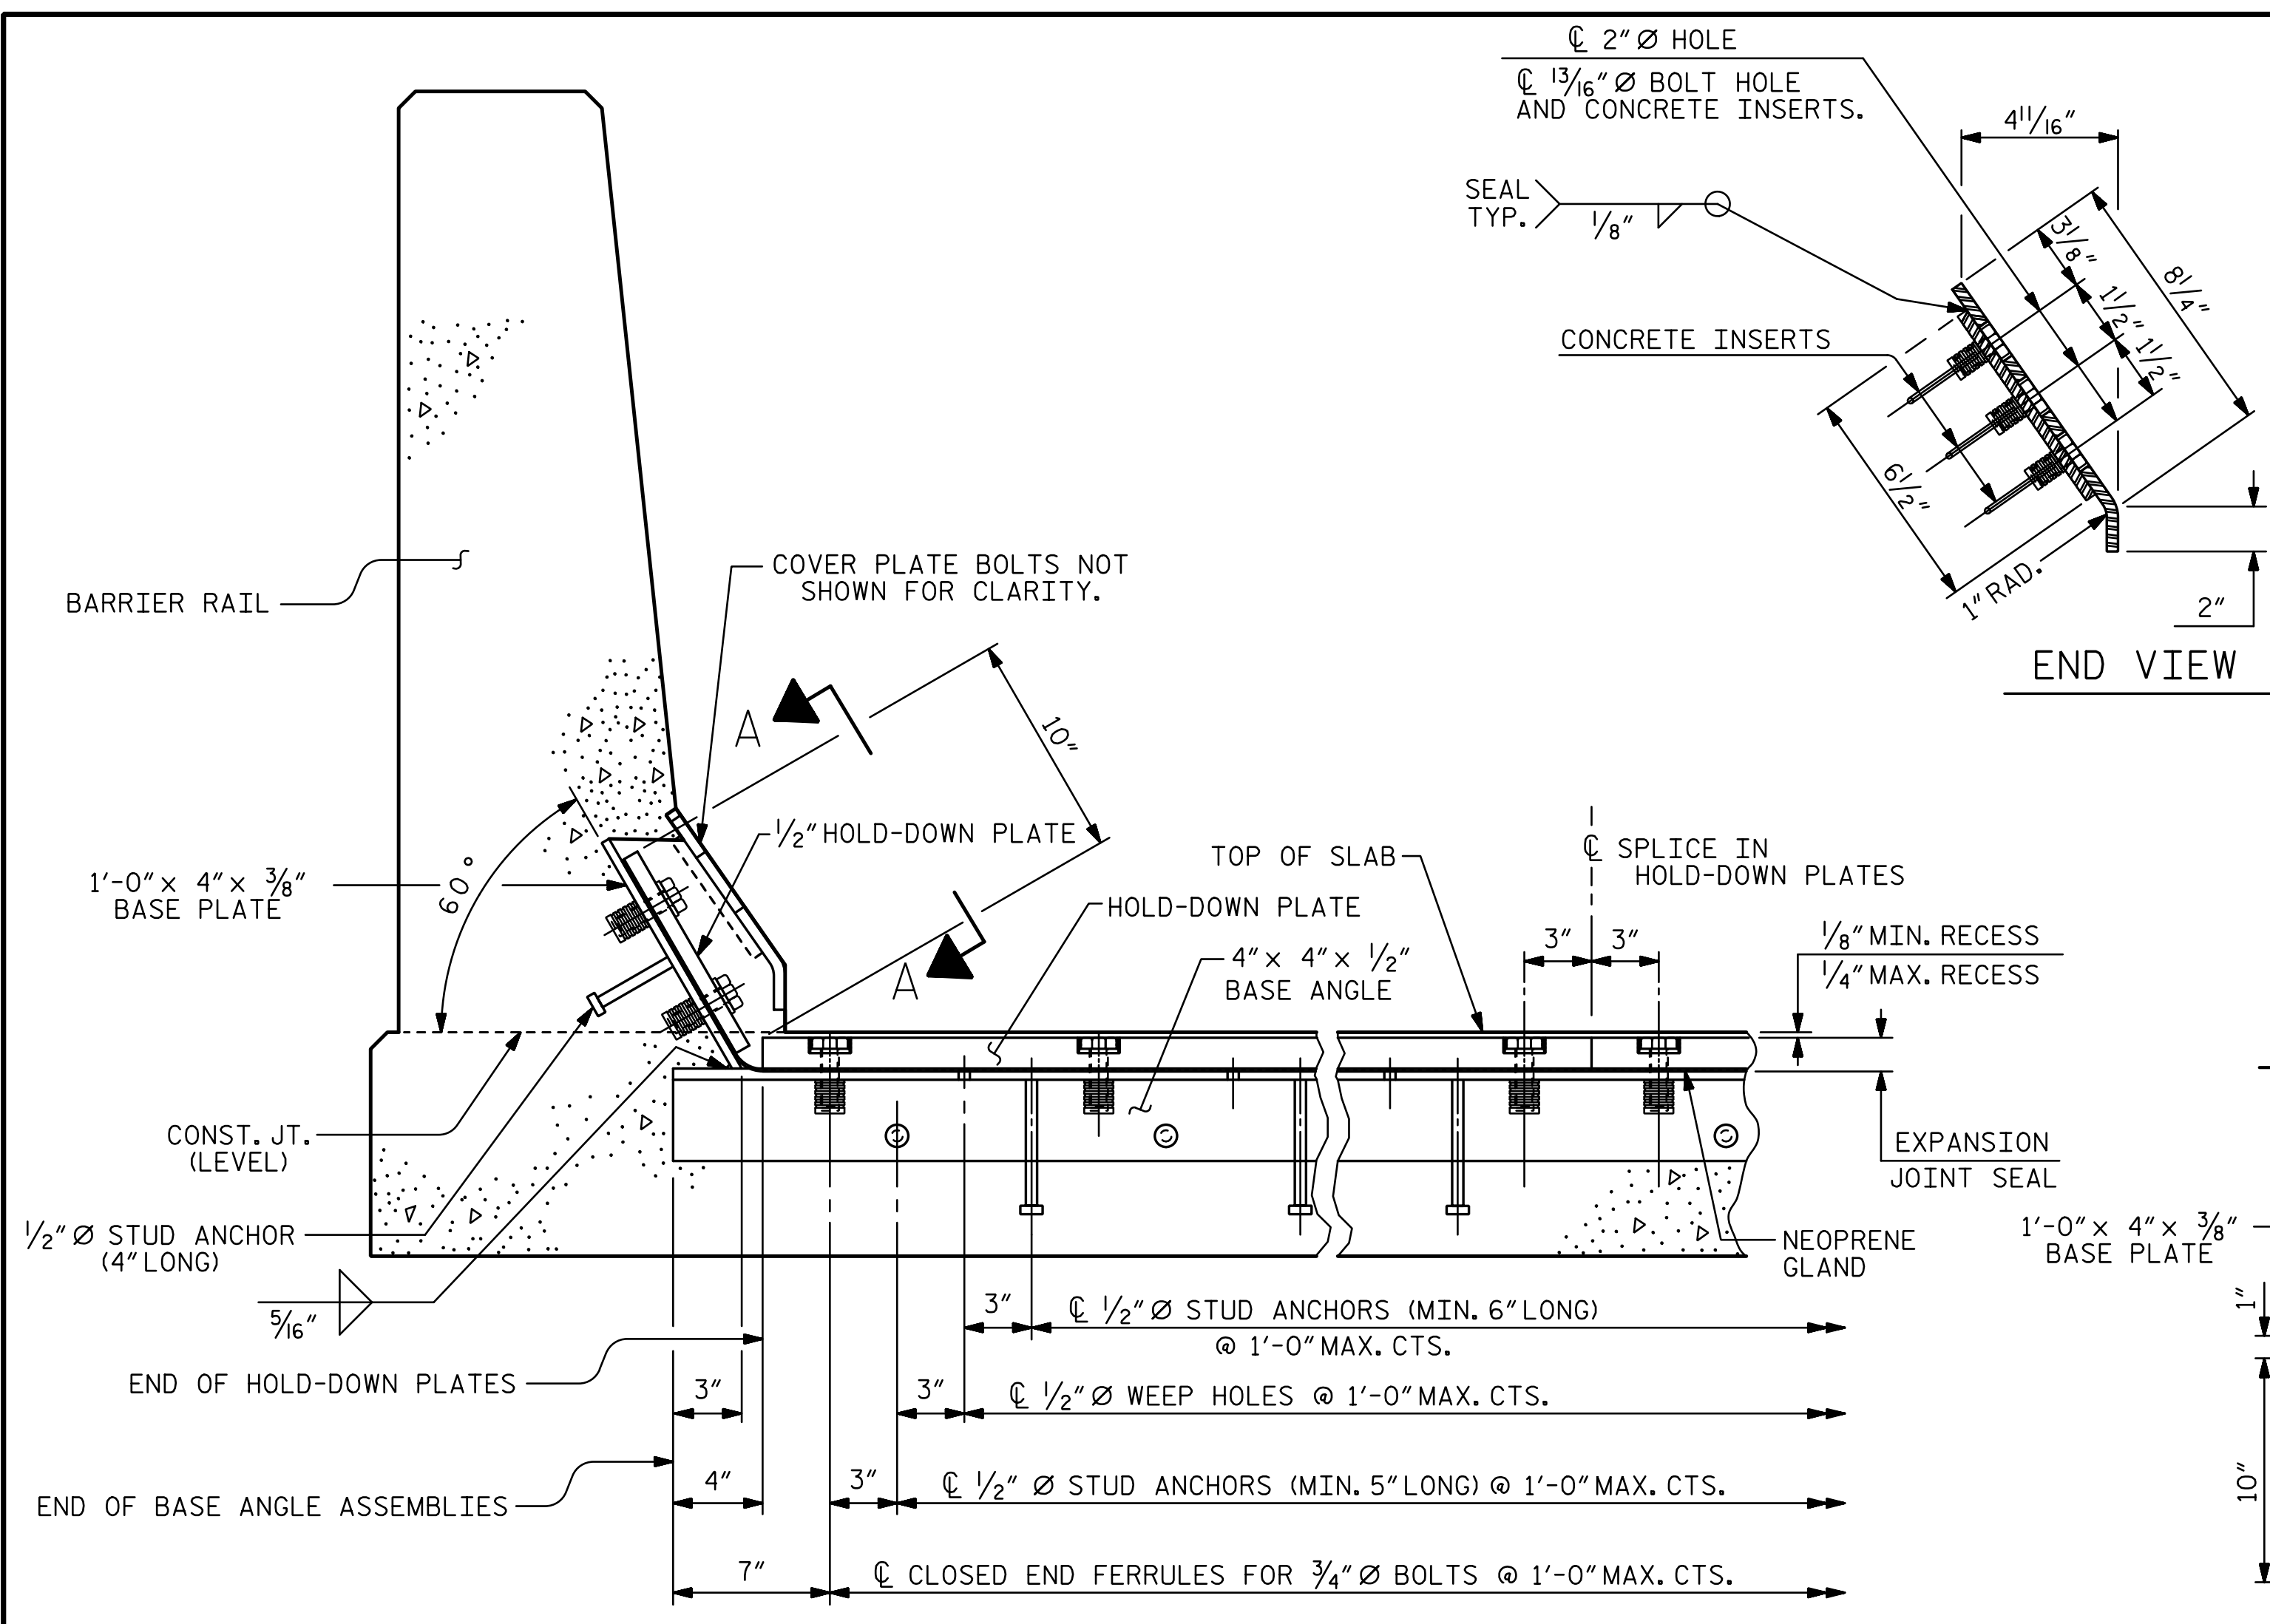 ℄ 2"Ø HOLE
℄ 13/16"Ø BOLT HOLE
AND CONCRETE INSERTS.
4 11/16"
SEAL
TYP.
1/8"
3 1/8"
8 1/4"
1 1/2"
1 1/2"
CONCRETE INSERTS
6 1/2"
1" RAD.
2"
END VIEW
COVER PLATE BOLTS NOT
SHOWN FOR CLARITY.
BARRIER RAIL
A
10"
1/2" HOLD-DOWN PLATE
TOP OF SLAB
℄ SPLICE IN
HOLD-DOWN PLATES
1'-0" x 4" x 3/8"
BASE PLATE
60°
HOLD-DOWN PLATE
A
4" x 4" x 1/2"
BASE ANGLE
3"
3"
1/8" MIN. RECESS
1/4" MAX. RECESS
CONST. JT.
(LEVEL)
EXPANSION
JOINT SEAL
1/2" Ø STUD ANCHOR
(4" LONG)
NEOPRENE
GLAND
1'-0" x 4" x 3/8"
BASE PLATE
5/16"
3"
℄ 1/2" Ø STUD ANCHORS (MIN. 6" LONG)
@ 1'-0" MAX. CTS.
1"
END OF HOLD-DOWN PLATES
3"
3"
℄ 1/2" Ø WEEP HOLES @ 1'-0" MAX. CTS.
10"
END OF BASE ANGLE ASSEMBLIES
4"
3"
℄ 1/2" Ø STUD ANCHORS (MIN. 5" LONG) @ 1'-0" MAX. CTS.
7"
℄ CLOSED END FERRULES FOR 3/4" Ø BOLTS @ 1'-0" MAX. CTS.